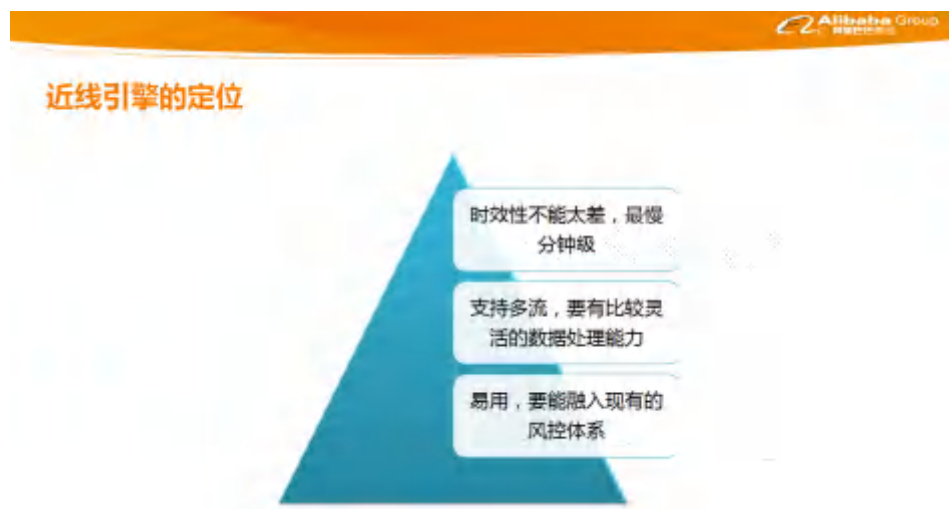 Alibaba Group
近线引擎的定位
时效性不能太差，最慢
分钟级
支持多流，要有比较灵
活的数据处理能力
易用，要能融入现有的
风控体系